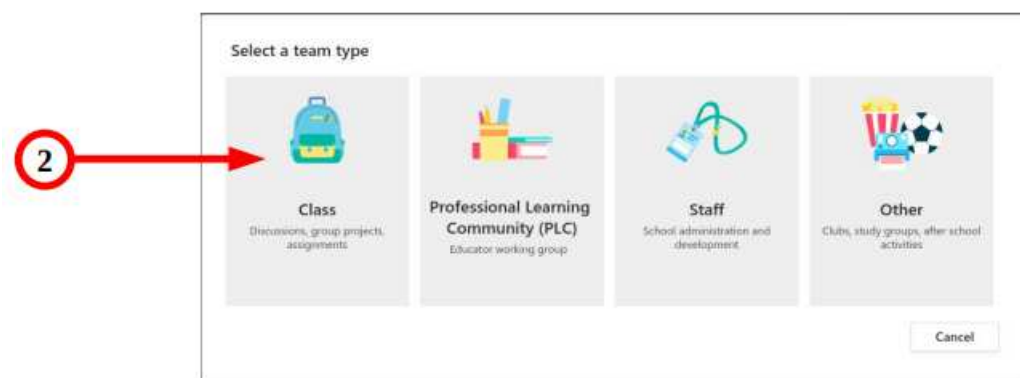 Select a team type
2
Class
Discussions, group projects,
assignments
Professional Learning
Community (PLC)
Educator working group
Staff
School administration and
development
Other
Clubs, study groups, after school
activities
Cancel